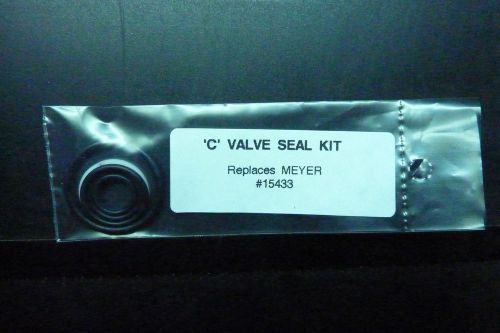 'C' VALVE SEAL KIT
Replaces MEYER
#15433